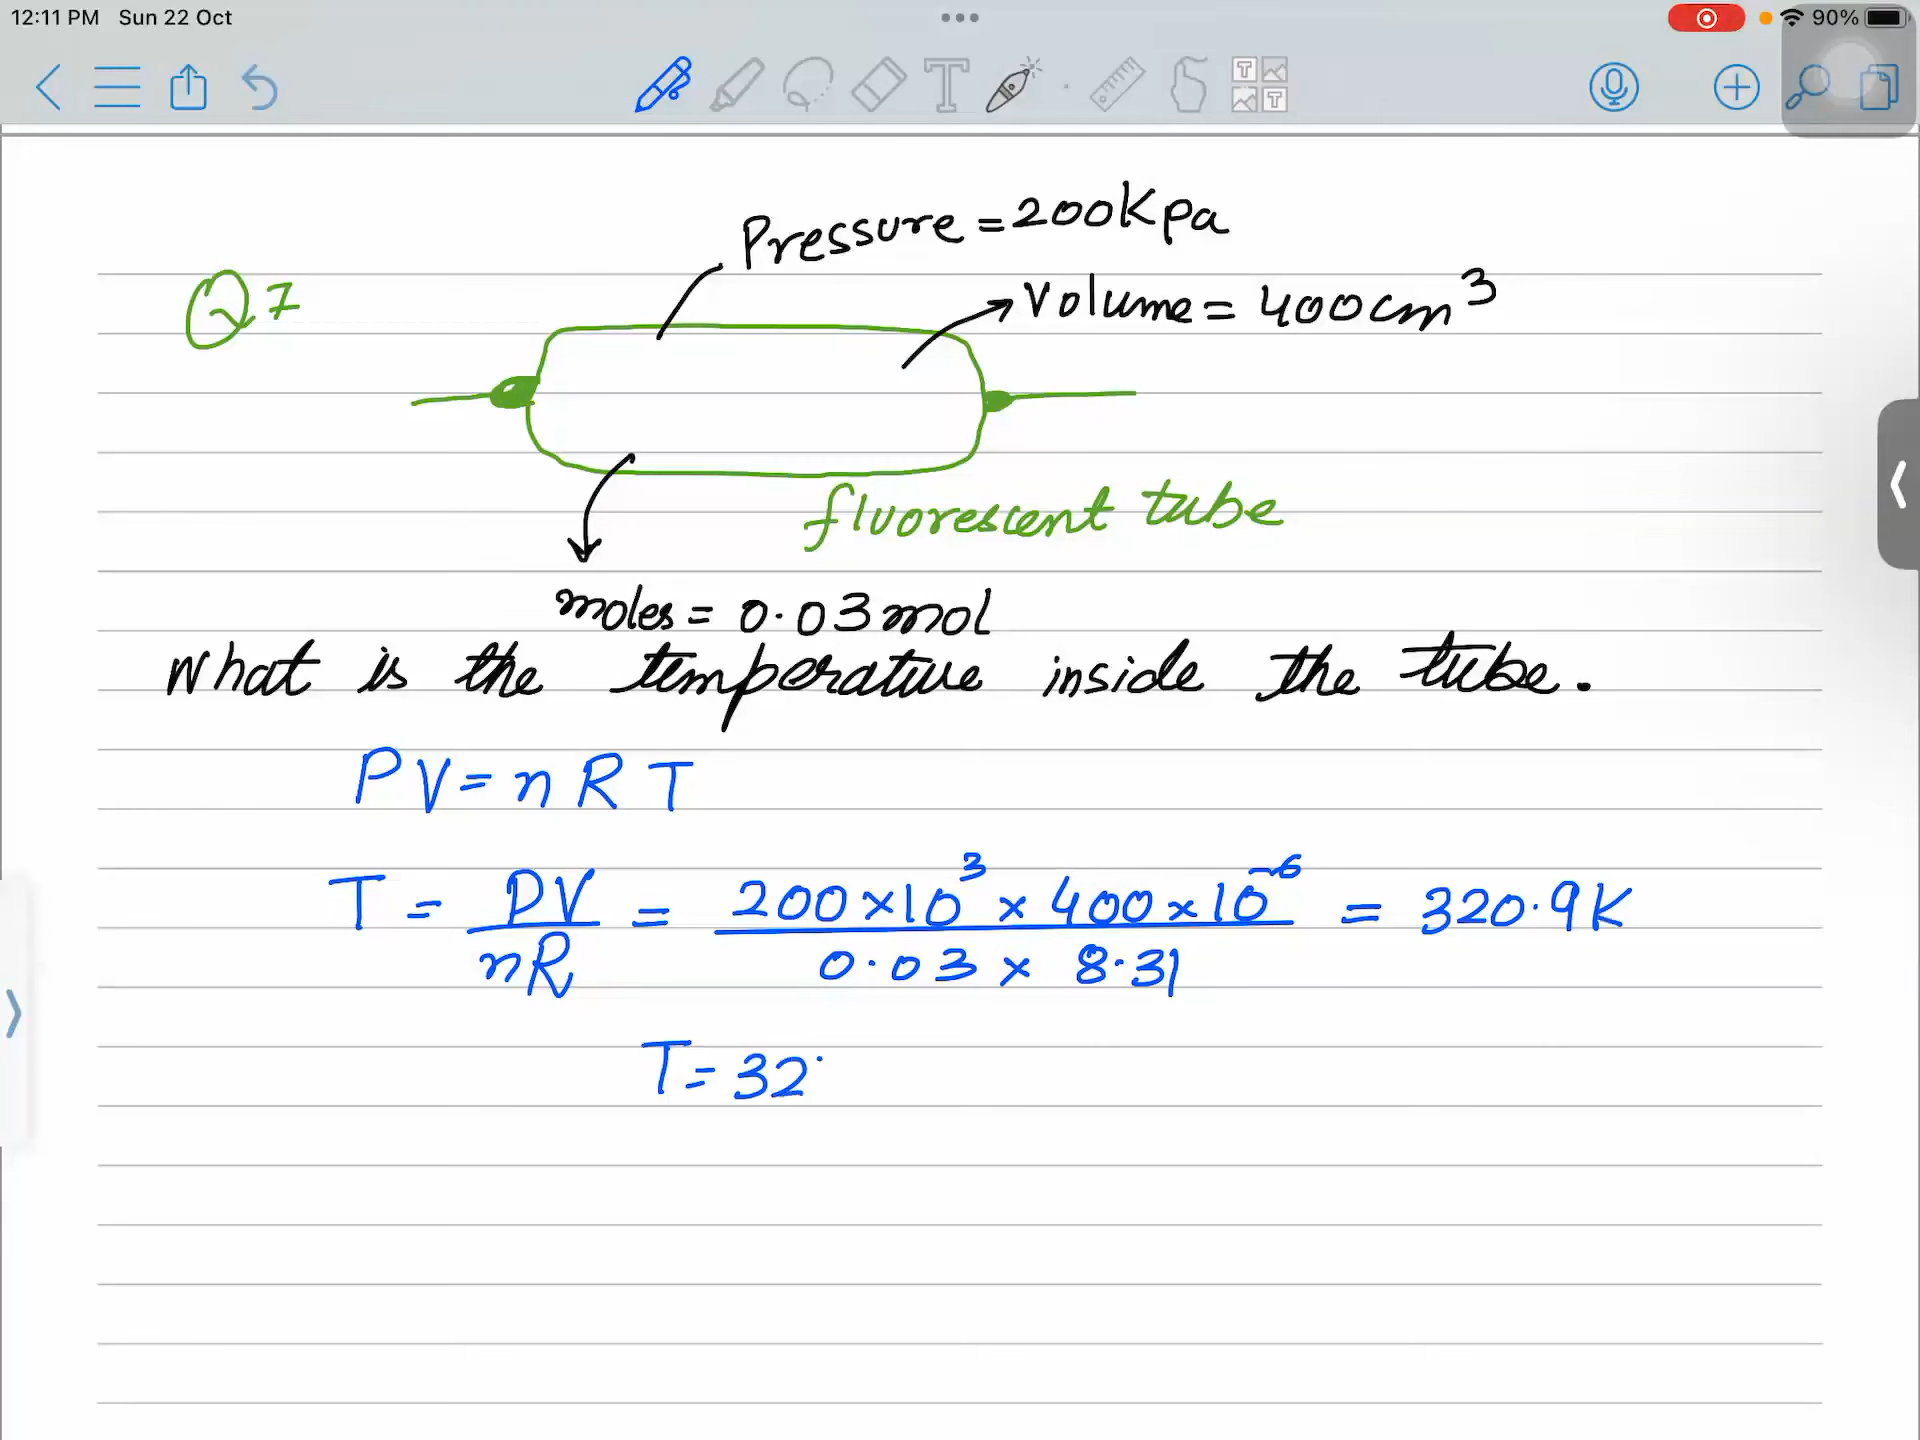 12:11 PM Sun 22 Oct
90%
Pressure = 200Kpa
Q7
Volume = 400cm³
fluorescent tube
moles = 0.03mol
What is the temperature inside the tube.
PV = nRT
T = PV/nR = 200×10³ × 400×10⁻⁶ / 0.03 × 8.31 = 320.9K
T = 32